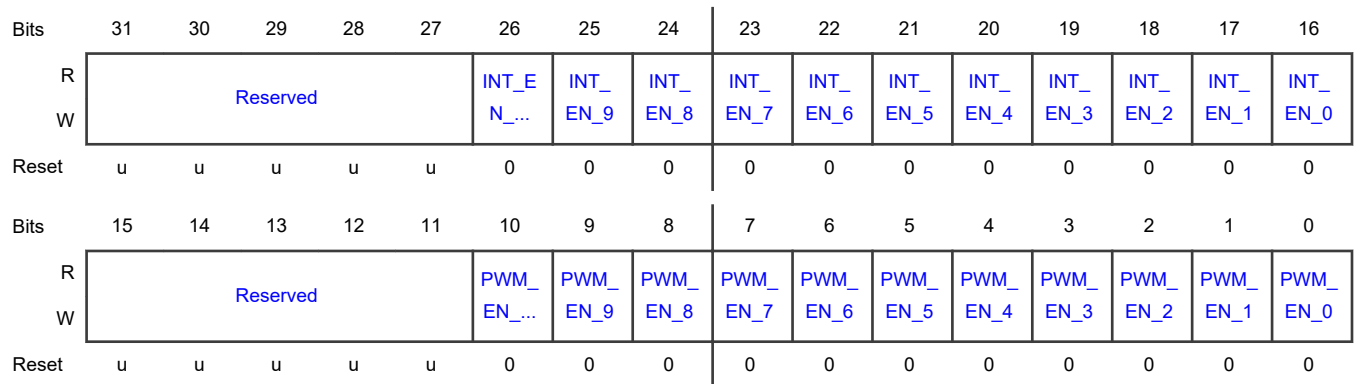 Bits 31 30 29 28 27 26 25 24 23 22 21 20 19 18 17 16
R
W
Reserved
INT_E INT_ INT_ INT_ INT_ INT_ INT_ INT_ INT_ INT_ INT_
N_... EN_9 EN_8 EN_7 EN_6 EN_5 EN_4 EN_3 EN_2 EN_1 EN_0
Reset u u u u u 0 0 0 0 0 0 0 0 0 0 0
Bits 15 14 13 12 11 10 9 8 7 6 5 4 3 2 1 0
R
W
Reserved
PWM_ PWM_ PWM_ PWM_ PWM_ PWM_ PWM_ PWM_ PWM_ PWM_ PWM_
EN_... EN_9 EN_8 EN_7 EN_6 EN_5 EN_4 EN_3 EN_2 EN_1 EN_0
Reset u u u u u 0 0 0 0 0 0 0 0 0 0 0